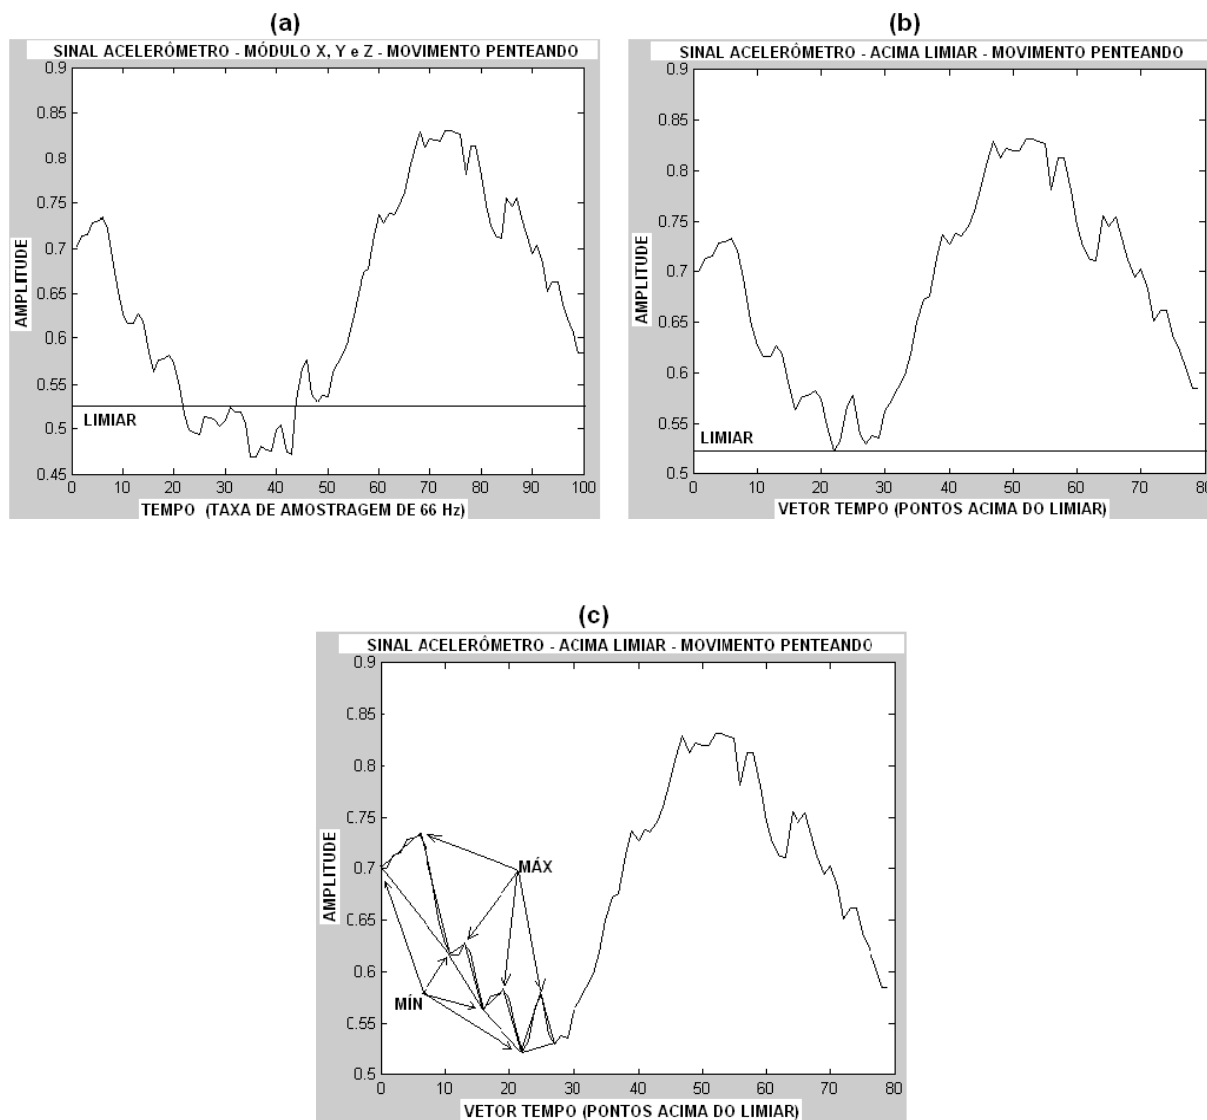 (a)
SINAL ACELERÔMETRO - MÓDULO X, Y e Z - MOVIMENTO PENTEANDO
0.9
0.85
0.8
0.75
0.7
0.65
0.6
0.55
0.5
0.45
AMPLITUDE
LIMIAR
0 10 20 30 40 50 60 70 80 90 100
TEMPO (TAXA DE AMOSTRAGEM DE 66 Hz)
(b)
SINAL ACELERÔMETRO - ACIMA LIMIAR - MOVIMENTO PENTEANDO
0.9
0.85
0.8
0.75
0.7
0.65
0.6
0.55
0.5
AMPLITUDE
LIMIAR
0 10 20 30 40 50 60 70 80
VETOR TEMPO (PONTOS ACIMA DO LIMIAR)
(c)
SINAL ACELERÔMETRO - ACIMA LIMIAR - MOVIMENTO PENTEANDO
0.9
0.85
0.8
0.75
0.7
0.65
0.6
0.55
0.5
AMPLITUDE
MÁX
MÍN
0 10 20 30 40 50 60 70 80
VETOR TEMPO (PONTOS ACIMA DO LIMIAR)